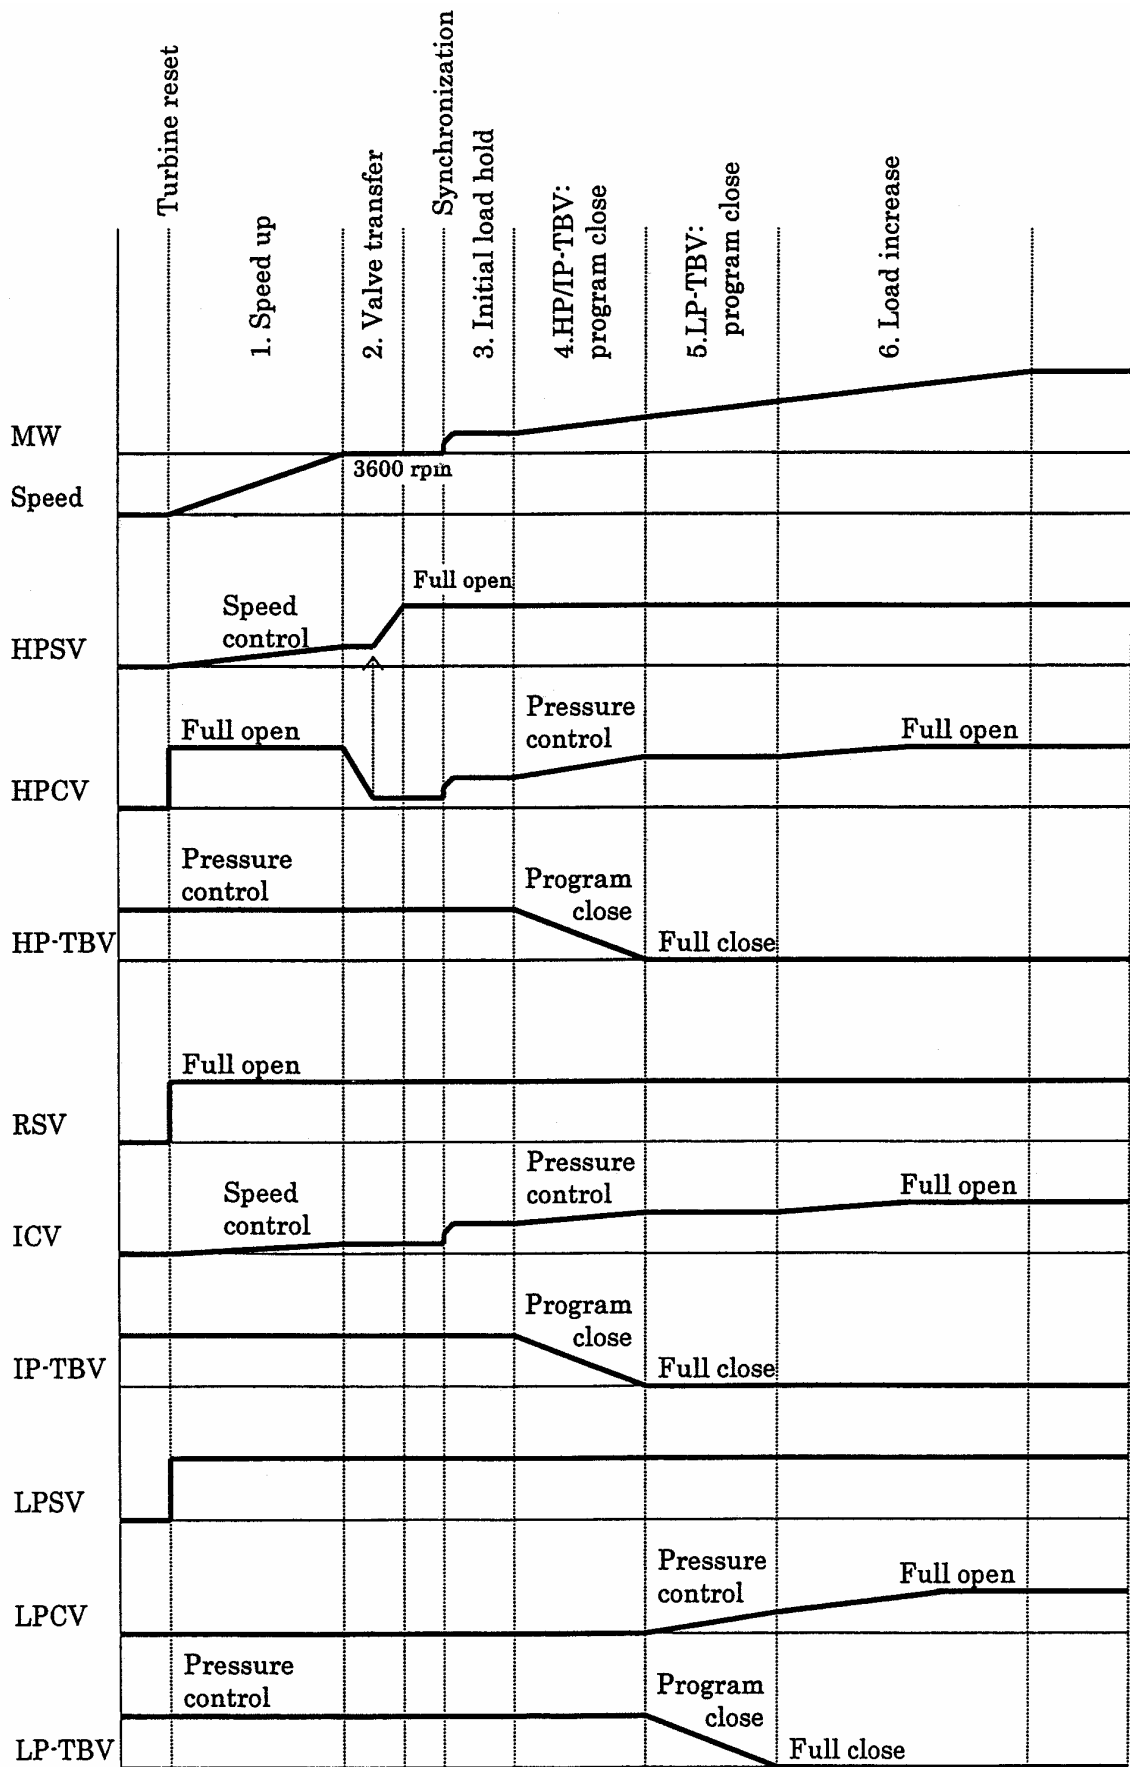 Turbine reset
1. Speed up
2. Valve transfer
Synchronization
3. Initial load hold
4.HP/IP-TBV:
program close
5.LP-TBV:
program close
6. Load increase
MW
3600 rpm
Speed
Full open
Speed
control
HPSV
Pressure
control
Full open
Full open
HPCV
Pressure
control
Program
close
HP-TBV
Full close
Full open
RSV
Pressure
control
Speed
control
Full open
ICV
Program
close
IP-TBV
Full close
LPSV
Pressure
control
Full open
LPCV
Pressure
control
Program
close
LP-TBV
Full close